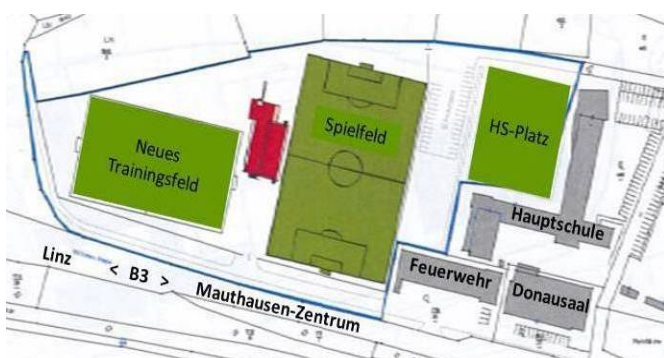 Neues
Trainingsfeld
Spielfeld
HS-Platz
Hauptschule
Feuerwehr
Donausaal
Linz < B3 > Mauthausen-Zentrum